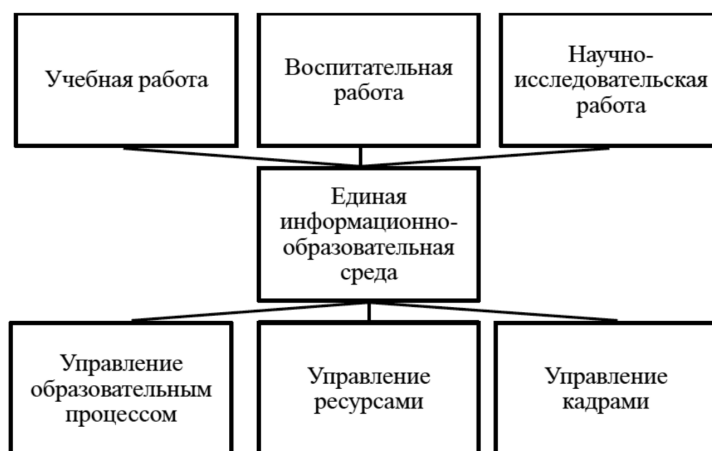 Учебная работа
Воспитательная
работа
Научно-
исследовательская
работа
Единая
информационно-
образовательная
среда
Управление
образовательным
процессом
Управление
ресурсами
Управление
кадрами